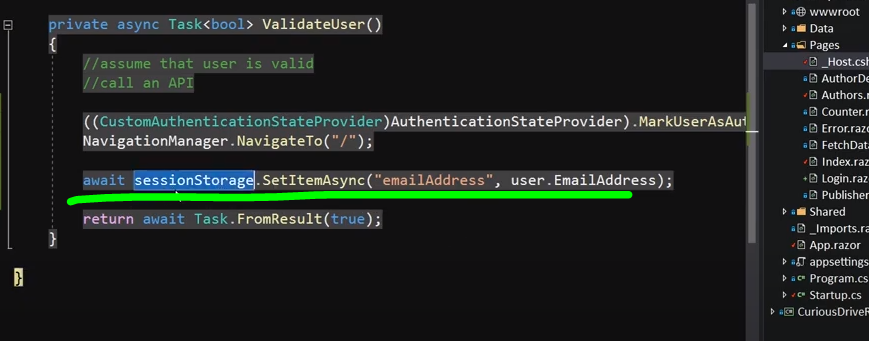 private async Task<bool> ValidateUser()
{
//assume that user is valid
//call an API
((CustomAuthenticationStateProvider)AuthenticationStateProvider).MarkUserAsAut
NavigationManager.NavigateTo("/");
await sessionStorage.SetItemAsync("emailAddress", user.EmailAddress);
return await Task.FromResult(true);
}
}
wwwroot
Data
Pages
_Host.csh
AuthorDe
Authors.r
Counter.r
Error.razo
FetchData
Index.raz
Login.raz
Publisher
Shared
_Imports.ra
App.razor
appsettings
Program.cs
Startup.cs
CuriousDriveR